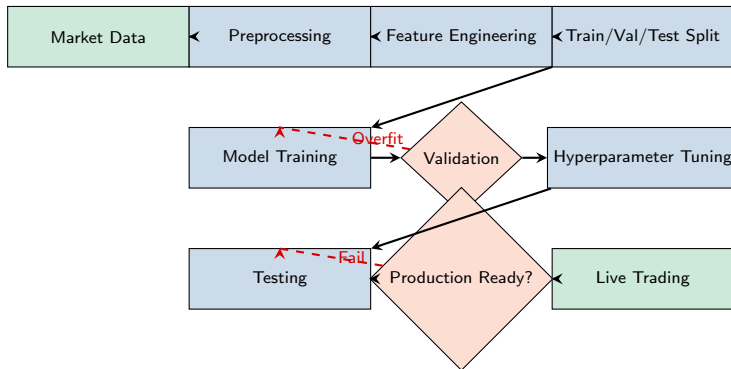 Market Data
Preprocessing
Feature Engineering
Train/Val/Test Split
Overfit
Model Training
Validation
Hyperparameter Tuning
Fail
Testing
Production Ready?
Live Trading